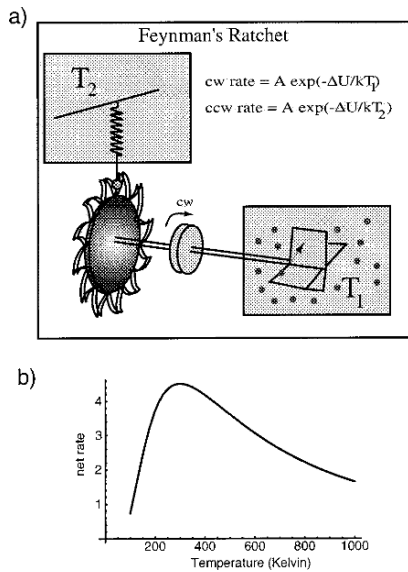 a)
Feynman's Ratchet
T2
cw rate = A exp(-ΔU/kT1)
ccw rate = A exp(-ΔU/kT2)
cw
T1
b)
4
3
2
1
net rate
200 400 600 800 1000
Temperature (Kelvin)